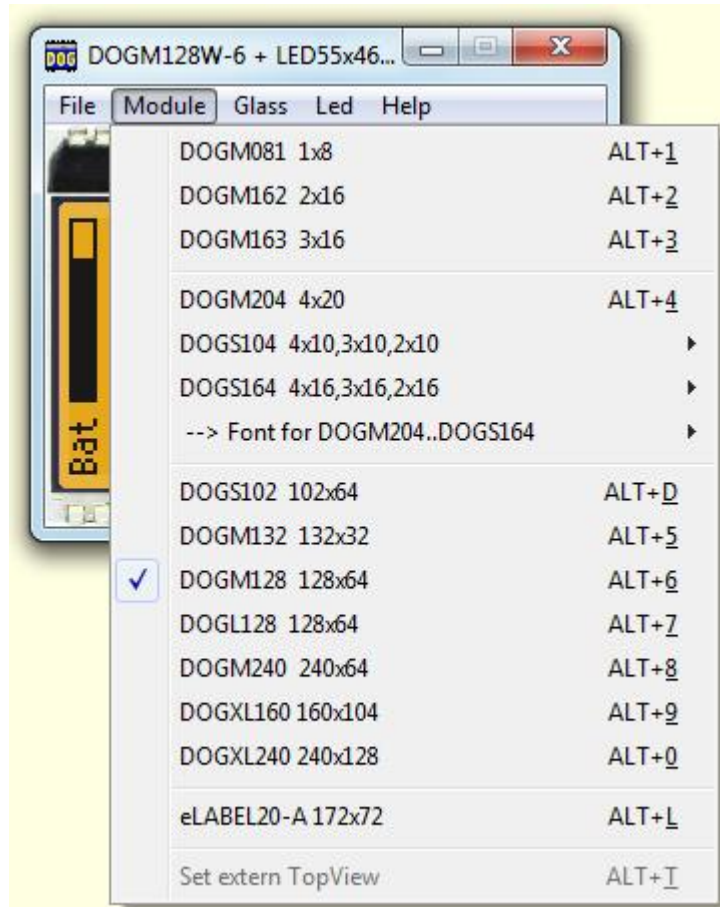 DOG DOGM128W-6 + LED55x46...
File Module Glass Led Help
DOGM081 1x8 ALT+1
DOGM162 2x16 ALT+2
DOGM163 3x16 ALT+3
DOGM204 4x20 ALT+4
DOGS104 4x10,3x10,2x10
DOGS164 4x16,3x16,2x16
--> Font for DOGM204..DOGS164
DOGS102 102x64 ALT+D
DOGM132 132x32 ALT+5
DOGM128 128x64 ALT+6
DOGL128 128x64 ALT+7
DOGM240 240x64 ALT+8
DOGXL160 160x104 ALT+9
DOGXL240 240x128 ALT+0
eLABEL20-A 172x72 ALT+L
Set extern TopView ALT+T
Bat